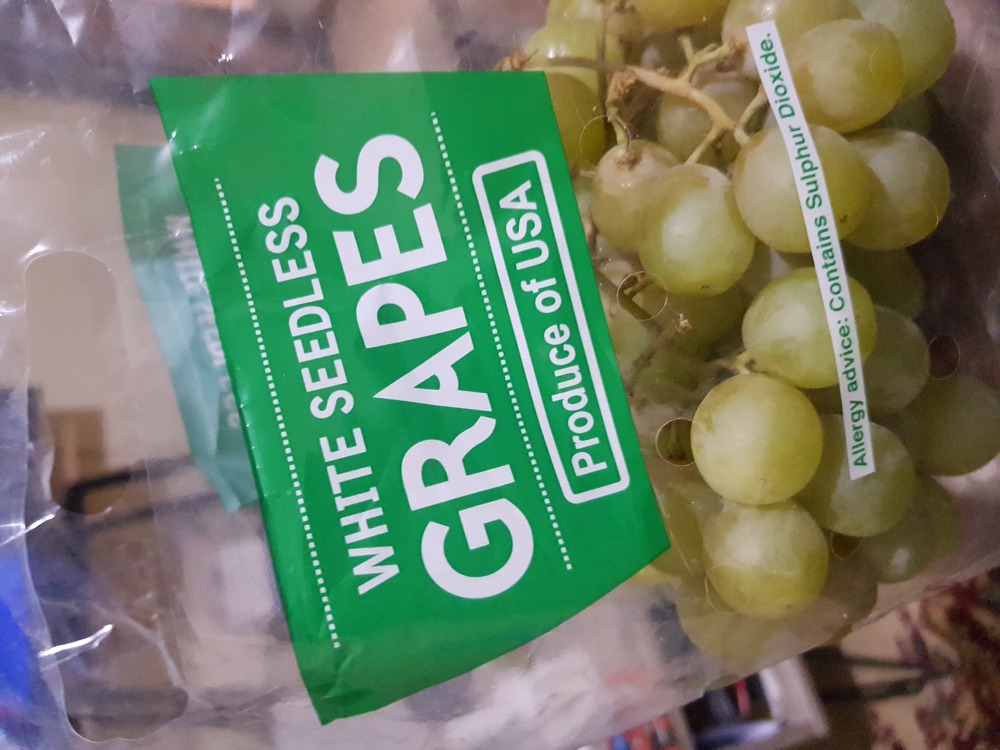 WHITE SEEDLESS
GRAPES
Produce of USA
Allergy advice: Contains Sulphur Dioxide.